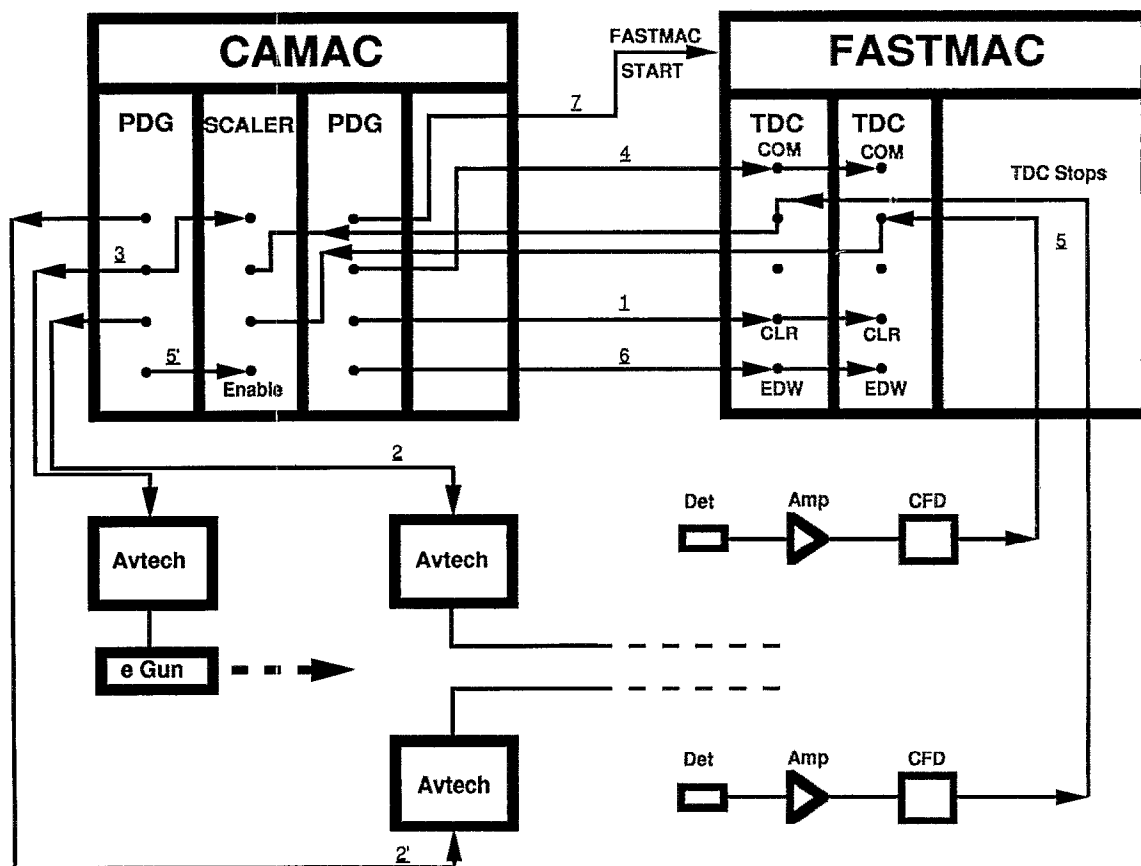 CAMAC
FASTMAC
FASTMAC
START
7
PDG
SCALER
PDG
TDC
COM
TDC
COM
4
TDC Stops
3
5
1
CLR
CLR
5'
Enable
6
EDW
EDW
2
Det
Amp
CFD
Avtech
Avtech
e Gun
Det
Amp
CFD
Avtech
2'